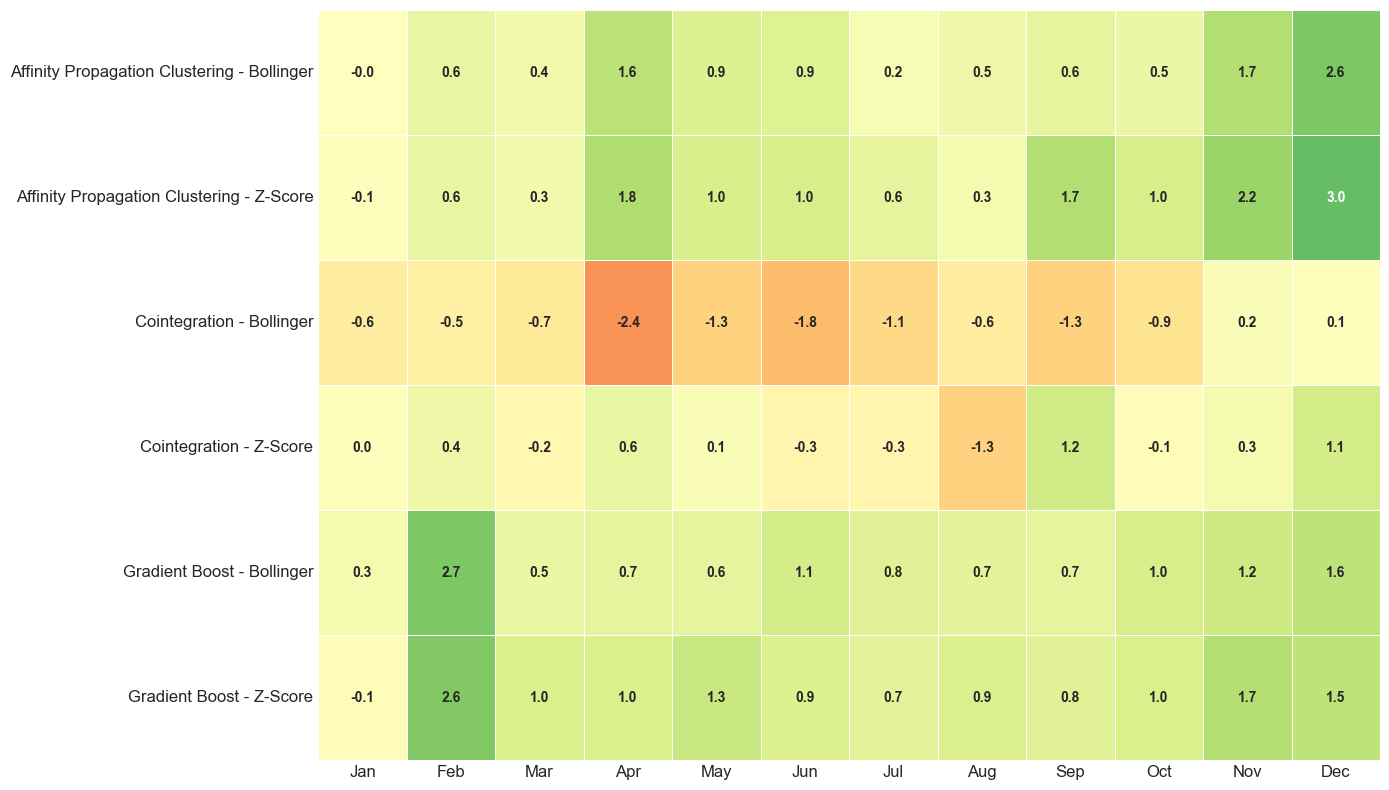 Affinity Propagation Clustering - Bollinger -0.0 0.6 0.4 1.6 0.9 0.9 0.2 0.5 0.6 0.5 1.7 2.6
Affinity Propagation Clustering - Z-Score -0.1 0.6 0.3 1.8 1.0 1.0 0.6 0.3 1.7 1.0 2.2 3.0
Cointegration - Bollinger -0.6 -0.5 -0.7 -2.4 -1.3 -1.8 -1.1 -0.6 -1.3 -0.9 0.2 0.1
Cointegration - Z-Score 0.0 0.4 -0.2 0.6 0.1 -0.3 -0.3 -1.3 1.2 -0.1 0.3 1.1
Gradient Boost - Bollinger 0.3 2.7 0.5 0.7 0.6 1.1 0.8 0.7 0.7 1.0 1.2 1.6
Gradient Boost - Z-Score -0.1 2.6 1.0 1.0 1.3 0.9 0.7 0.9 0.8 1.0 1.7 1.5
Jan Feb Mar Apr May Jun Jul Aug Sep Oct Nov Dec